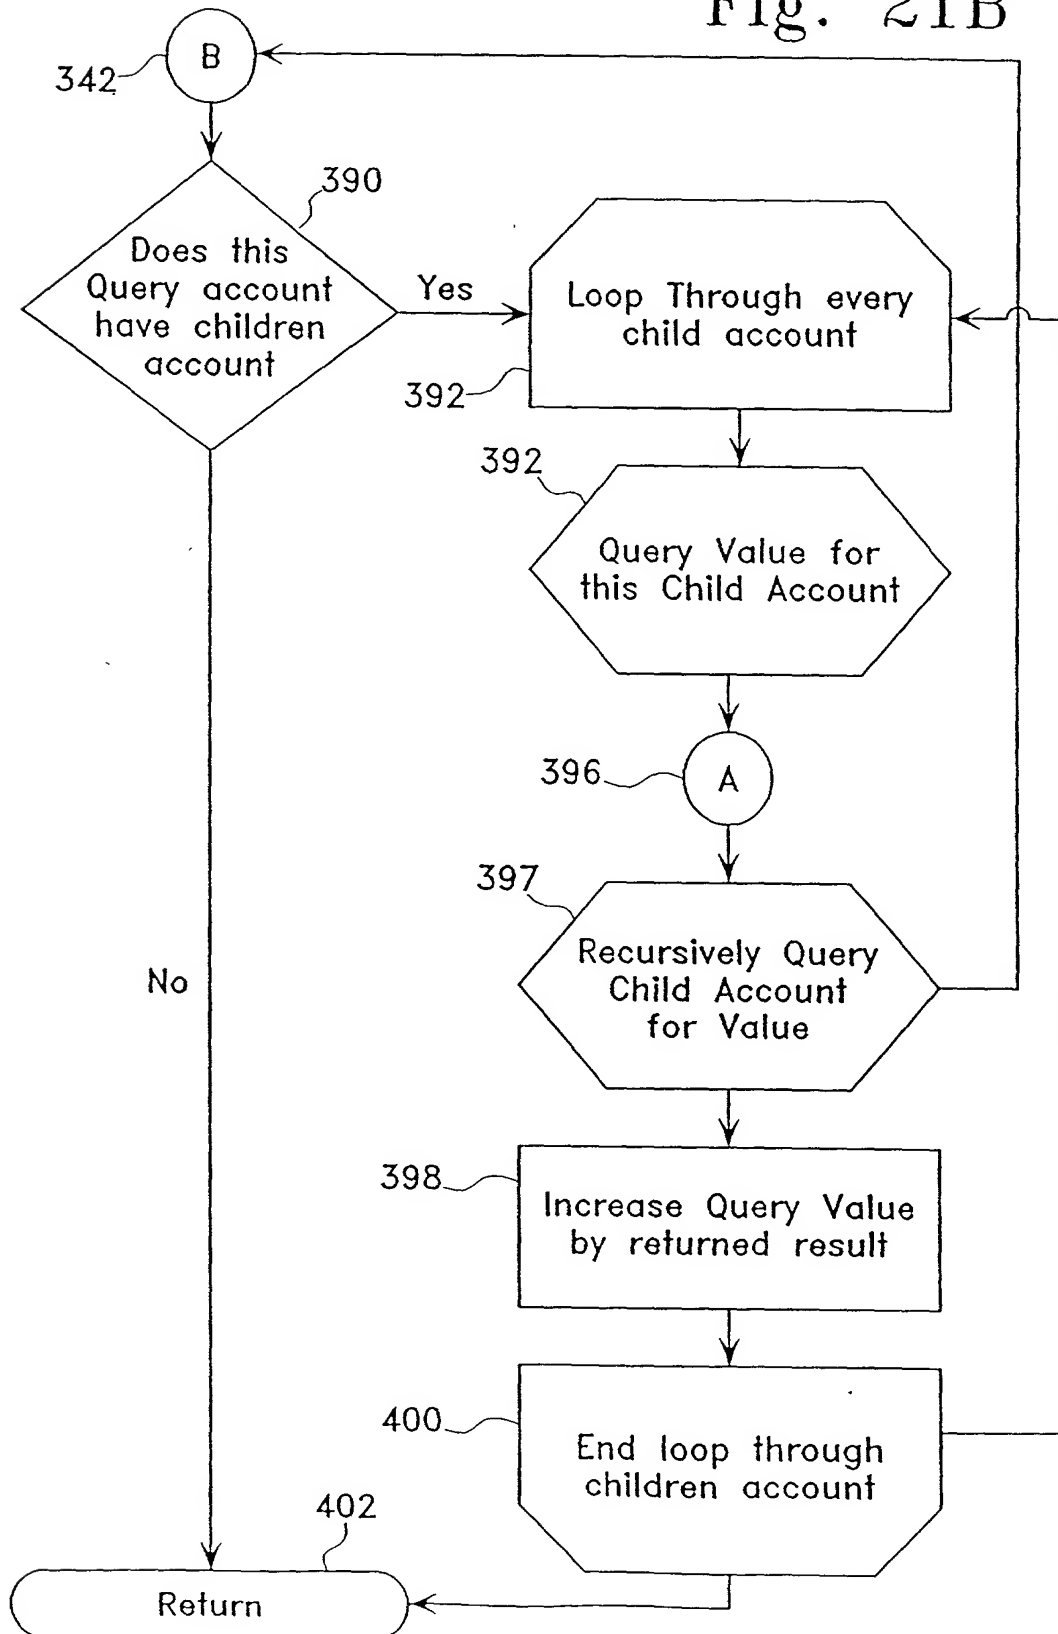 Fig. 21B
B
342
390
Does this
Query account
have children
account
Yes
Loop Through every
child account
392
392
Query Value for
this Child Account
396
A
397
Recursively Query
Child Account
for Value
No
398
Increase Query Value
by returned result
400
End loop through
children account
402
Return